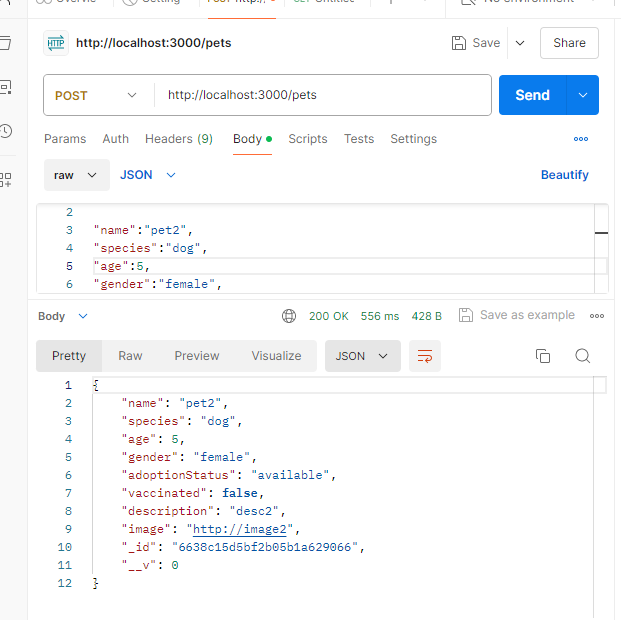 HTTP http://localhost:3000/pets Save Share
POST http://localhost:3000/pets Send
Params Auth Headers (9) Body Scripts Tests Settings
raw JSON Beautify
2
3 "name":"pet2",
4 "species":"dog",
5 "age":5,
6 "gender":"female",
Body 200 OK 556 ms 428 B Save as example
Pretty Raw Preview Visualize JSON
1 {
2 "name": "pet2",
3 "species": "dog",
4 "age": 5,
5 "gender": "female",
6 "adoptionStatus": "available",
7 "vaccinated": false,
8 "description": "desc2",
9 "image": "http://image2",
10 "_id": "6638c15d5bf2b05b1a629066",
11 "__v": 0
12 }